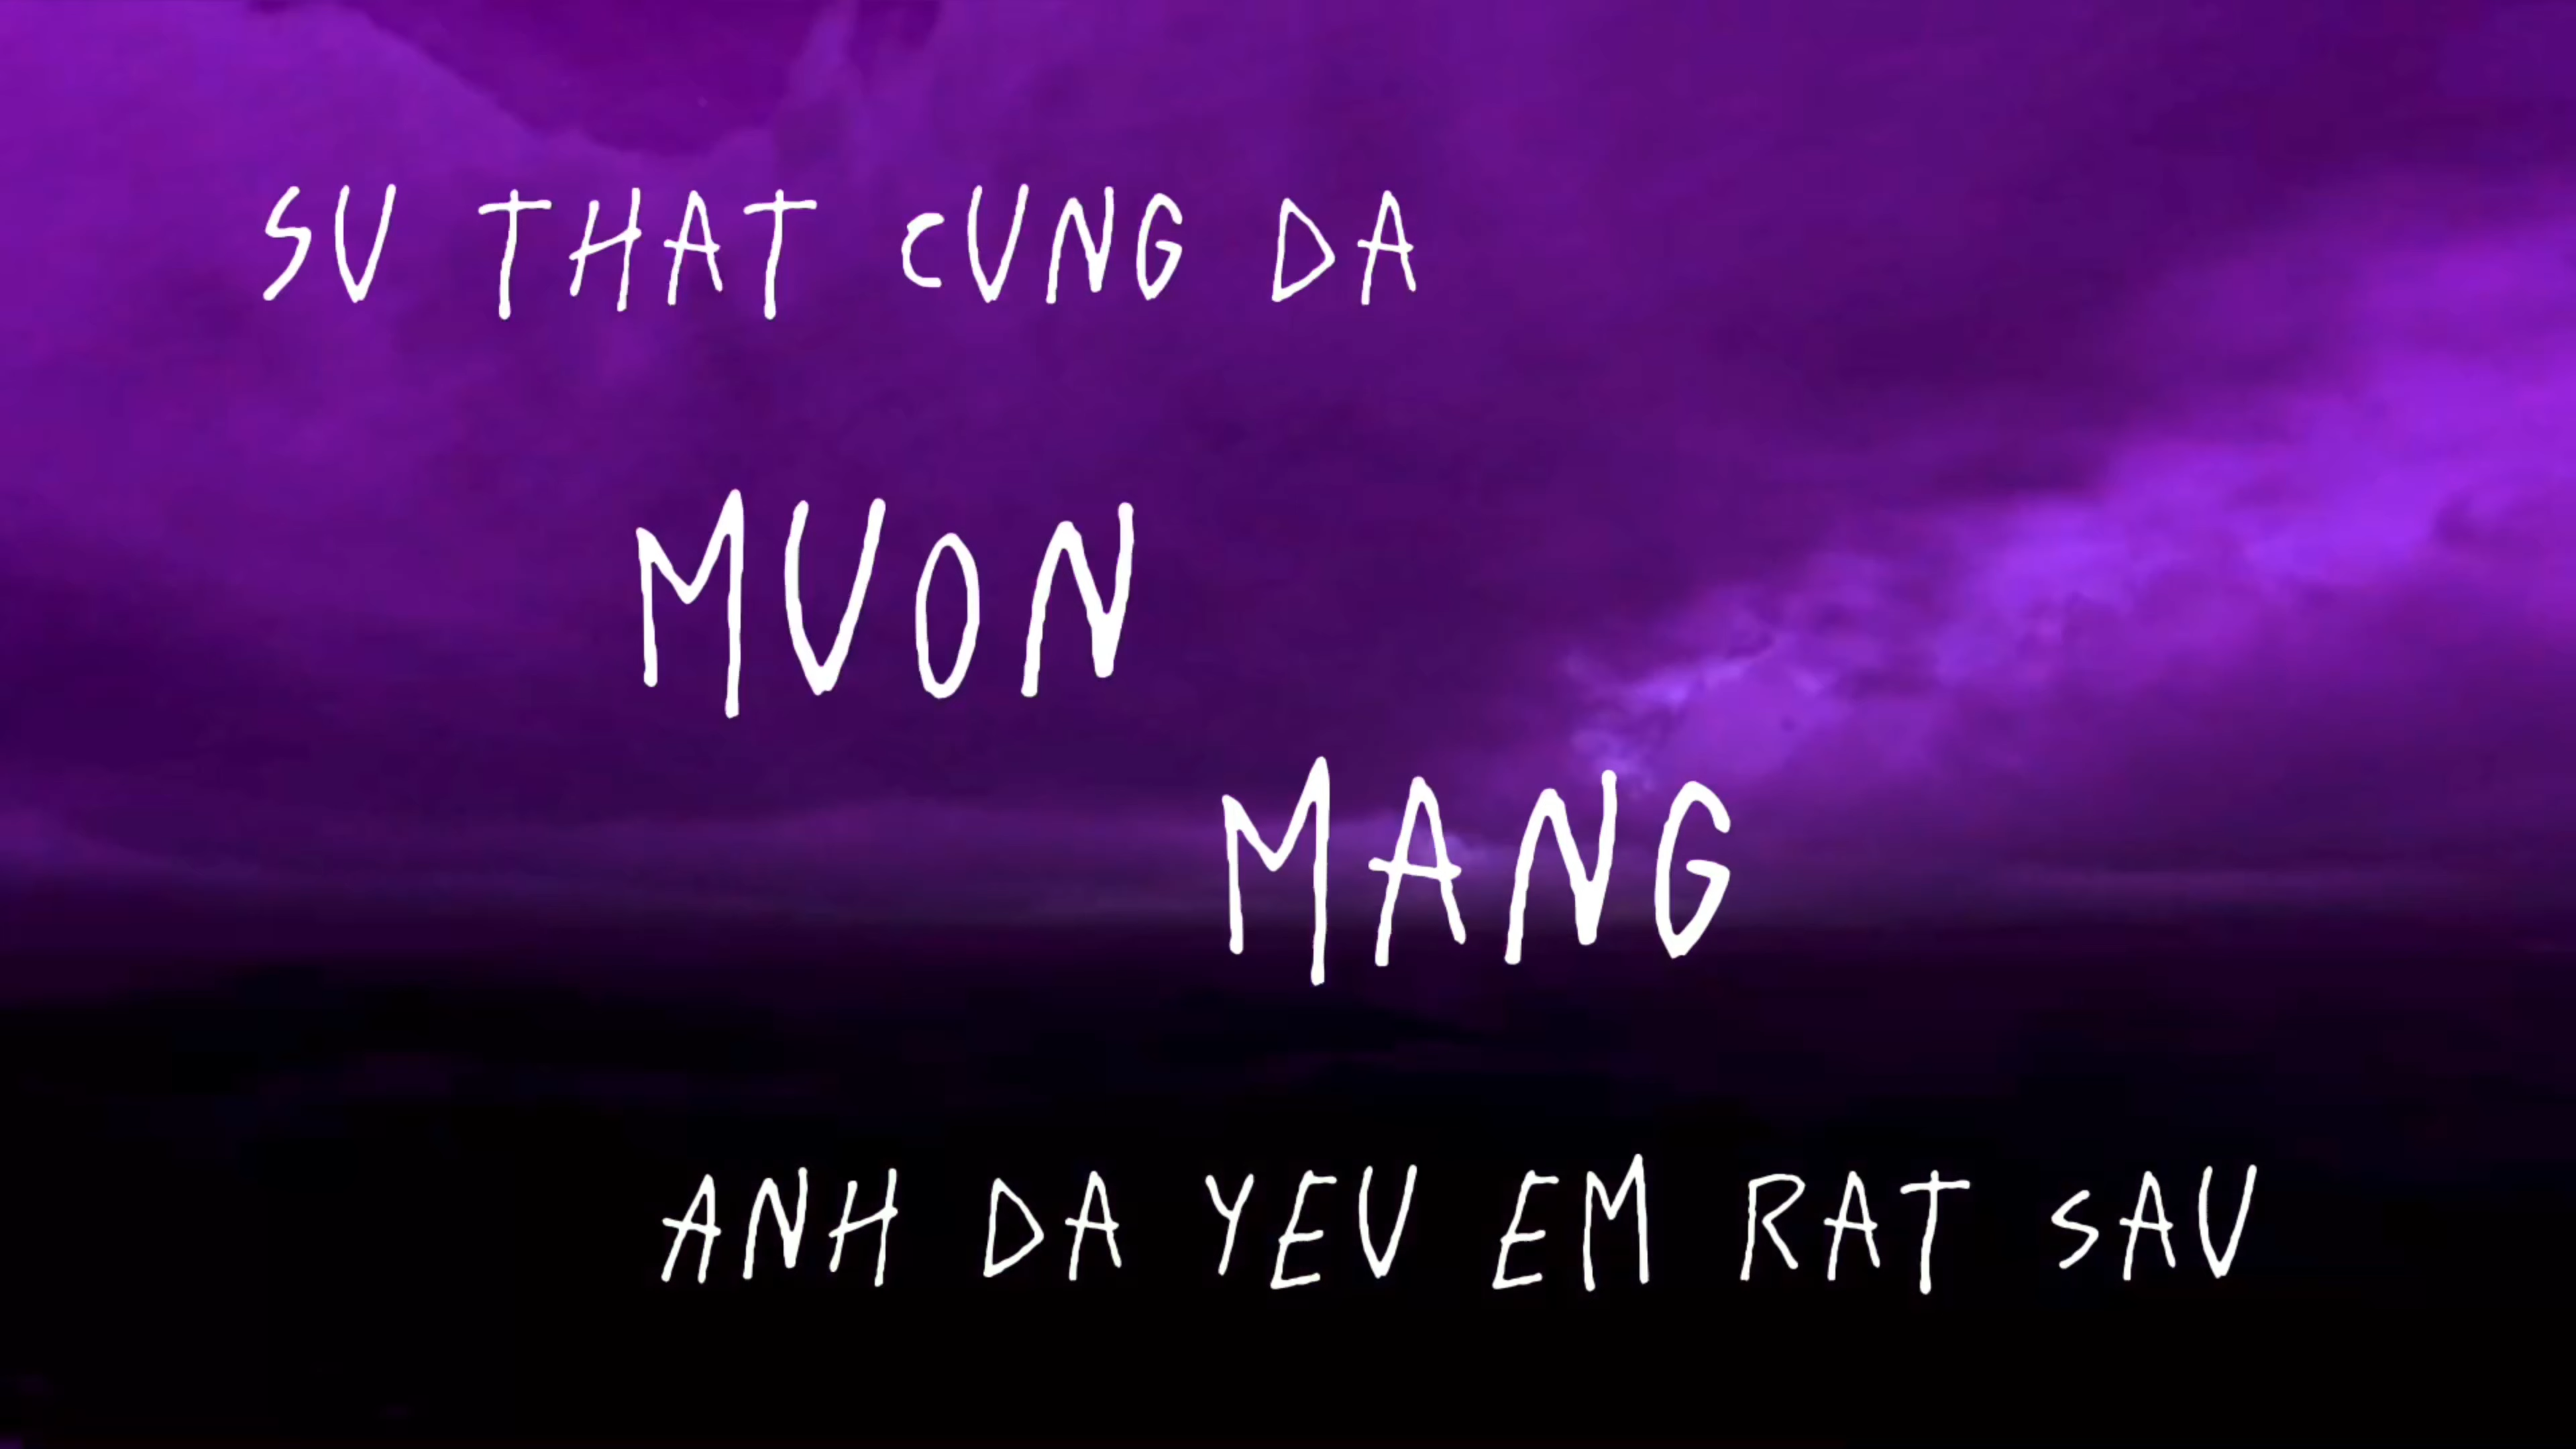 SU THAT CUNG DA
MUON
MANG
ANH DA YEU EM RAT SAU